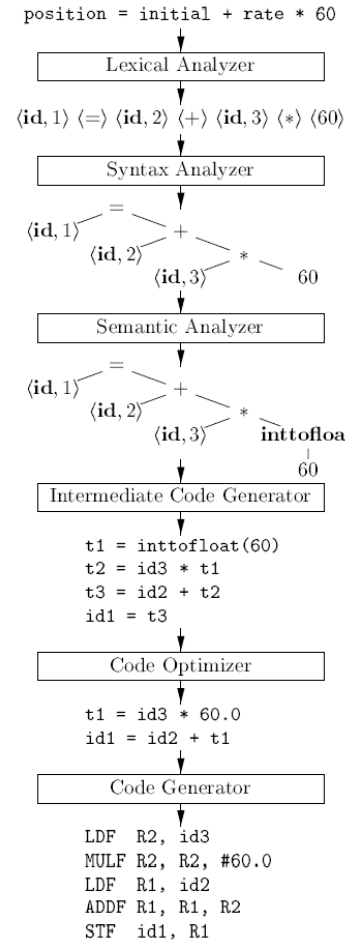 position = initial + rate * 60
Lexical Analyzer
⟨id, 1⟩ ⟨=⟩ ⟨id, 2⟩ ⟨+⟩ ⟨id, 3⟩ ⟨*⟩ ⟨60⟩
Syntax Analyzer
=
⟨id, 1⟩ +
⟨id, 2⟩ *
⟨id, 3⟩ 60
Semantic Analyzer
=
⟨id, 1⟩ +
⟨id, 2⟩ *
⟨id, 3⟩ inttofloa
60
Intermediate Code Generator
t1 = inttofloat(60)
t2 = id3 * t1
t3 = id2 + t2
id1 = t3
Code Optimizer
t1 = id3 * 60.0
id1 = id2 + t1
Code Generator
LDF R2, id3
MULF R2, R2, #60.0
LDF R1, id2
ADDF R1, R1, R2
STF id1, R1